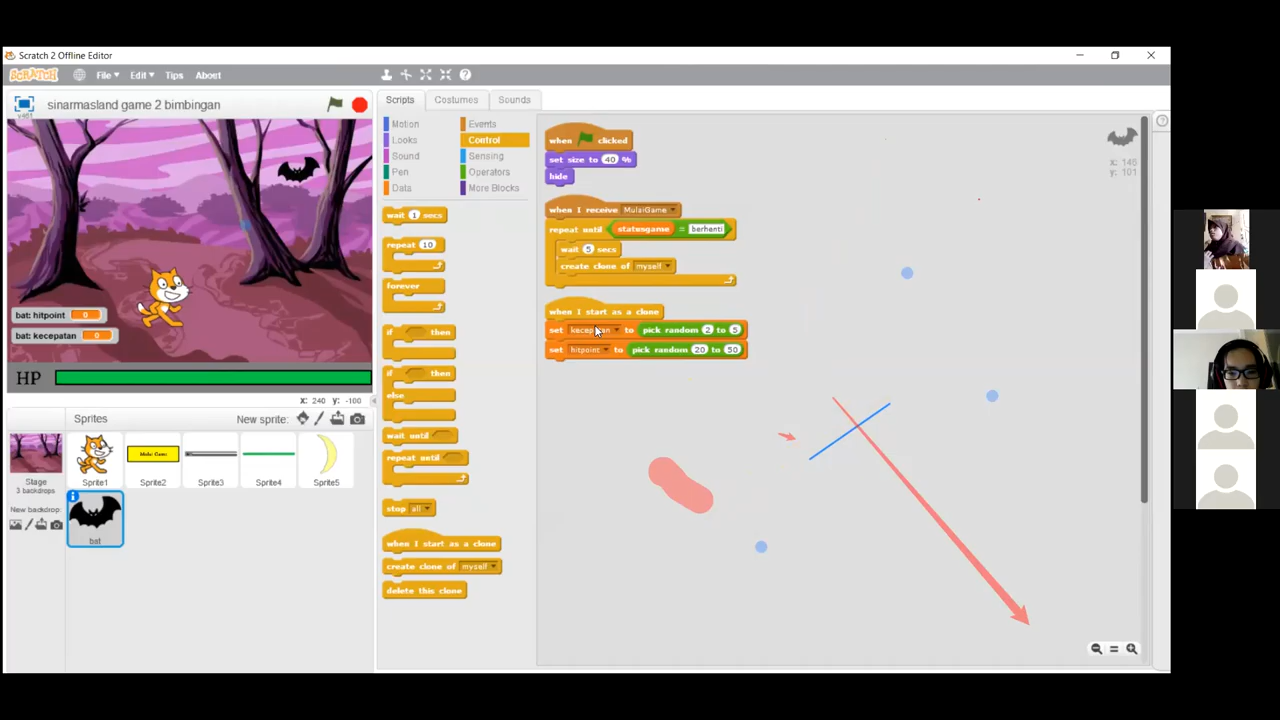 Scratch 2 Offline Editor
SCRATCH File Edit Tips About
sinarmasland game 2 bimbingan
v461
bat: hitpoint 0
bat: kecepatan 0
HP
x: 240 y: -100
Sprites New sprite:
Stage
3 backdrops
New backdrop:
Sprite1
Mulai Game
Sprite2
Sprite3
Sprite4
Sprite5
bat
Scripts Costumes Sounds
Motion Events
Looks Control
Sound Sensing
Pen Operators
Data More Blocks
wait 1 secs
repeat 10
forever
if then
if then
else
wait until
repeat until
stop all
when I start as a clone
create clone of myself
delete this clone
when clicked
set size to 40 %
hide
when I receive MulaiGame
repeat until statusgame = berhenti
wait 5 secs
create clone of myself
when I start as a clone
set kecepatan to pick random 2 to 5
set hitpoint to pick random 20 to 50
x: 146
y: 101